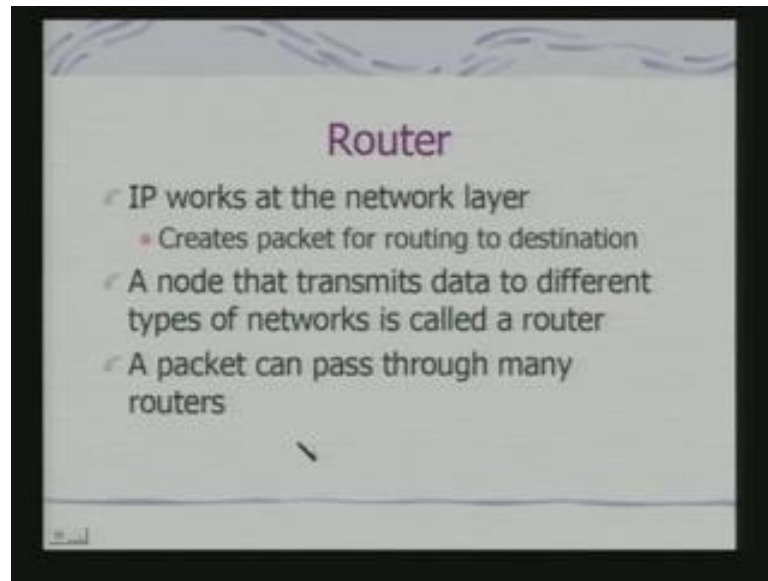 Router
IP works at the network layer
Creates packet for routing to destination
A node that transmits data to different
types of networks is called a router
A packet can pass through many
routers